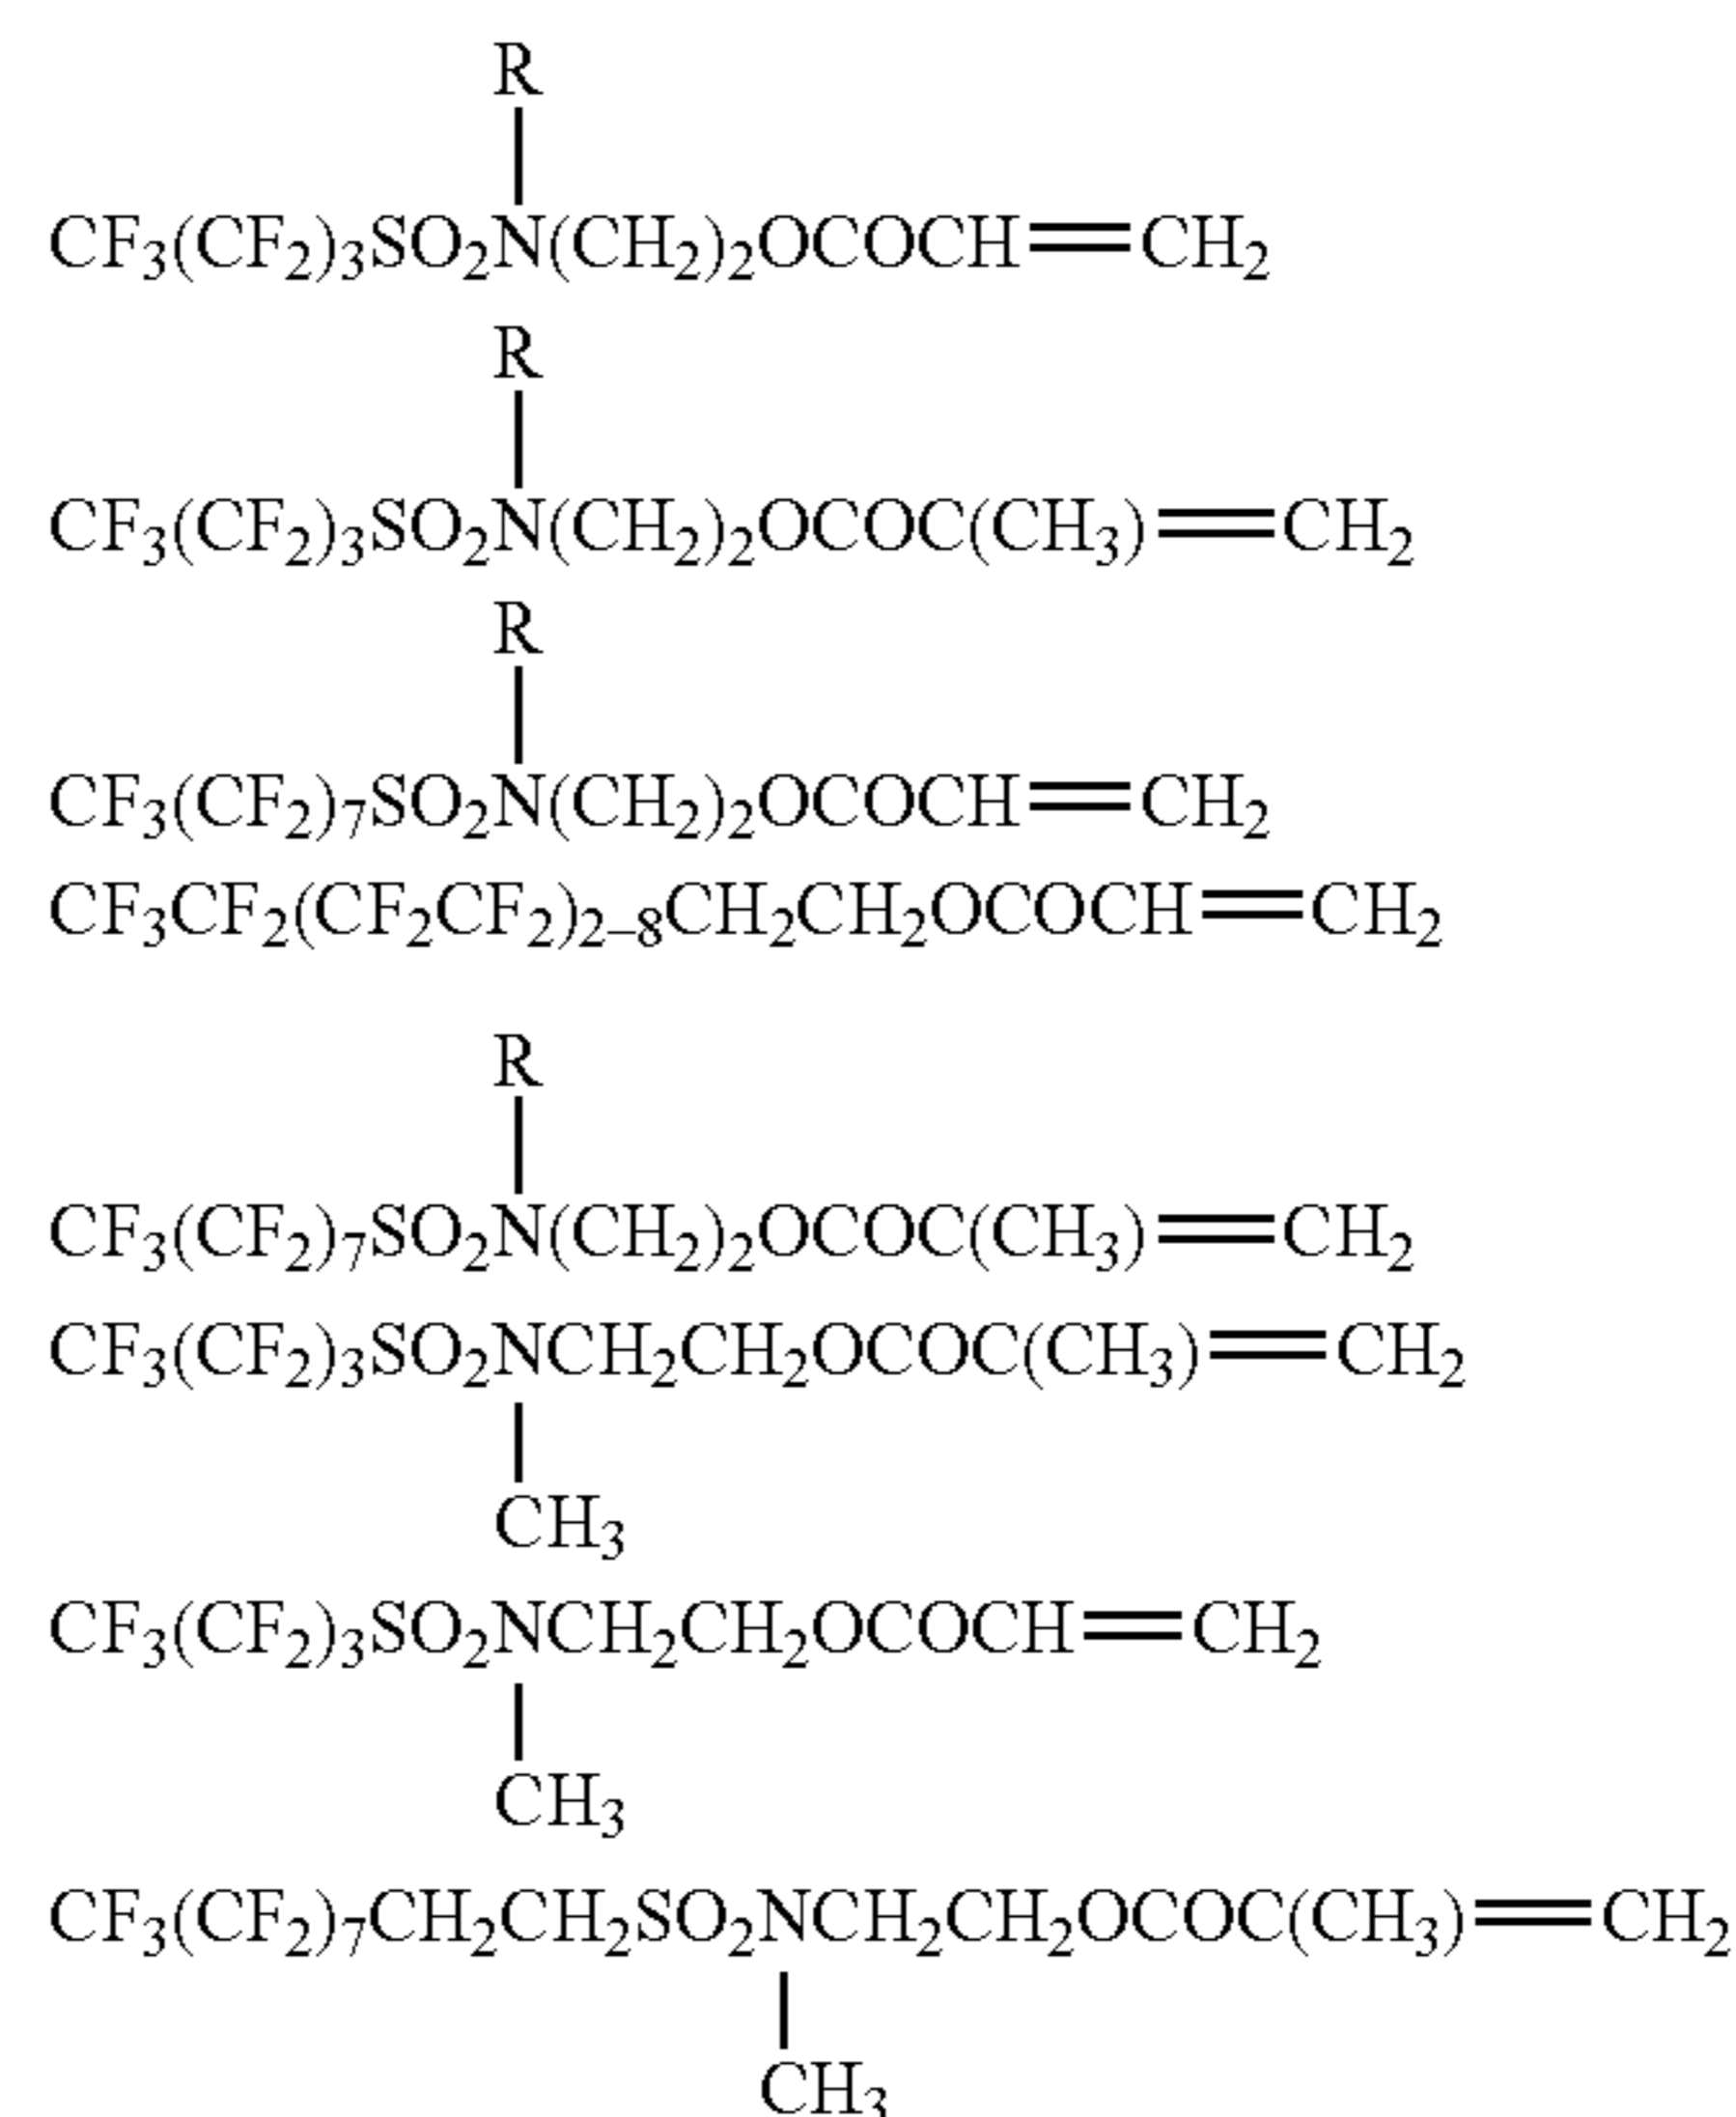 R
CF3(CF2)3SO2N(CH2)2OCOCH=CH2
R
CF3(CF2)3SO2N(CH2)2OCOC(CH3)=CH2
R
CF3(CF2)7SO2N(CH2)2OCOCH=CH2
CF3CF2(CF2CF2)2–8CH2CH2OCOCH=CH2
R
CF3(CF2)7SO2N(CH2)2OCOC(CH3)=CH2
CF3(CF2)3SO2NCH2CH2OCOC(CH3)=CH2
CH3
CF3(CF2)3SO2NCH2CH2OCOCH=CH2
CH3
CF3(CF2)7CH2CH2SO2NCH2CH2OCOC(CH3)=CH2
CH3